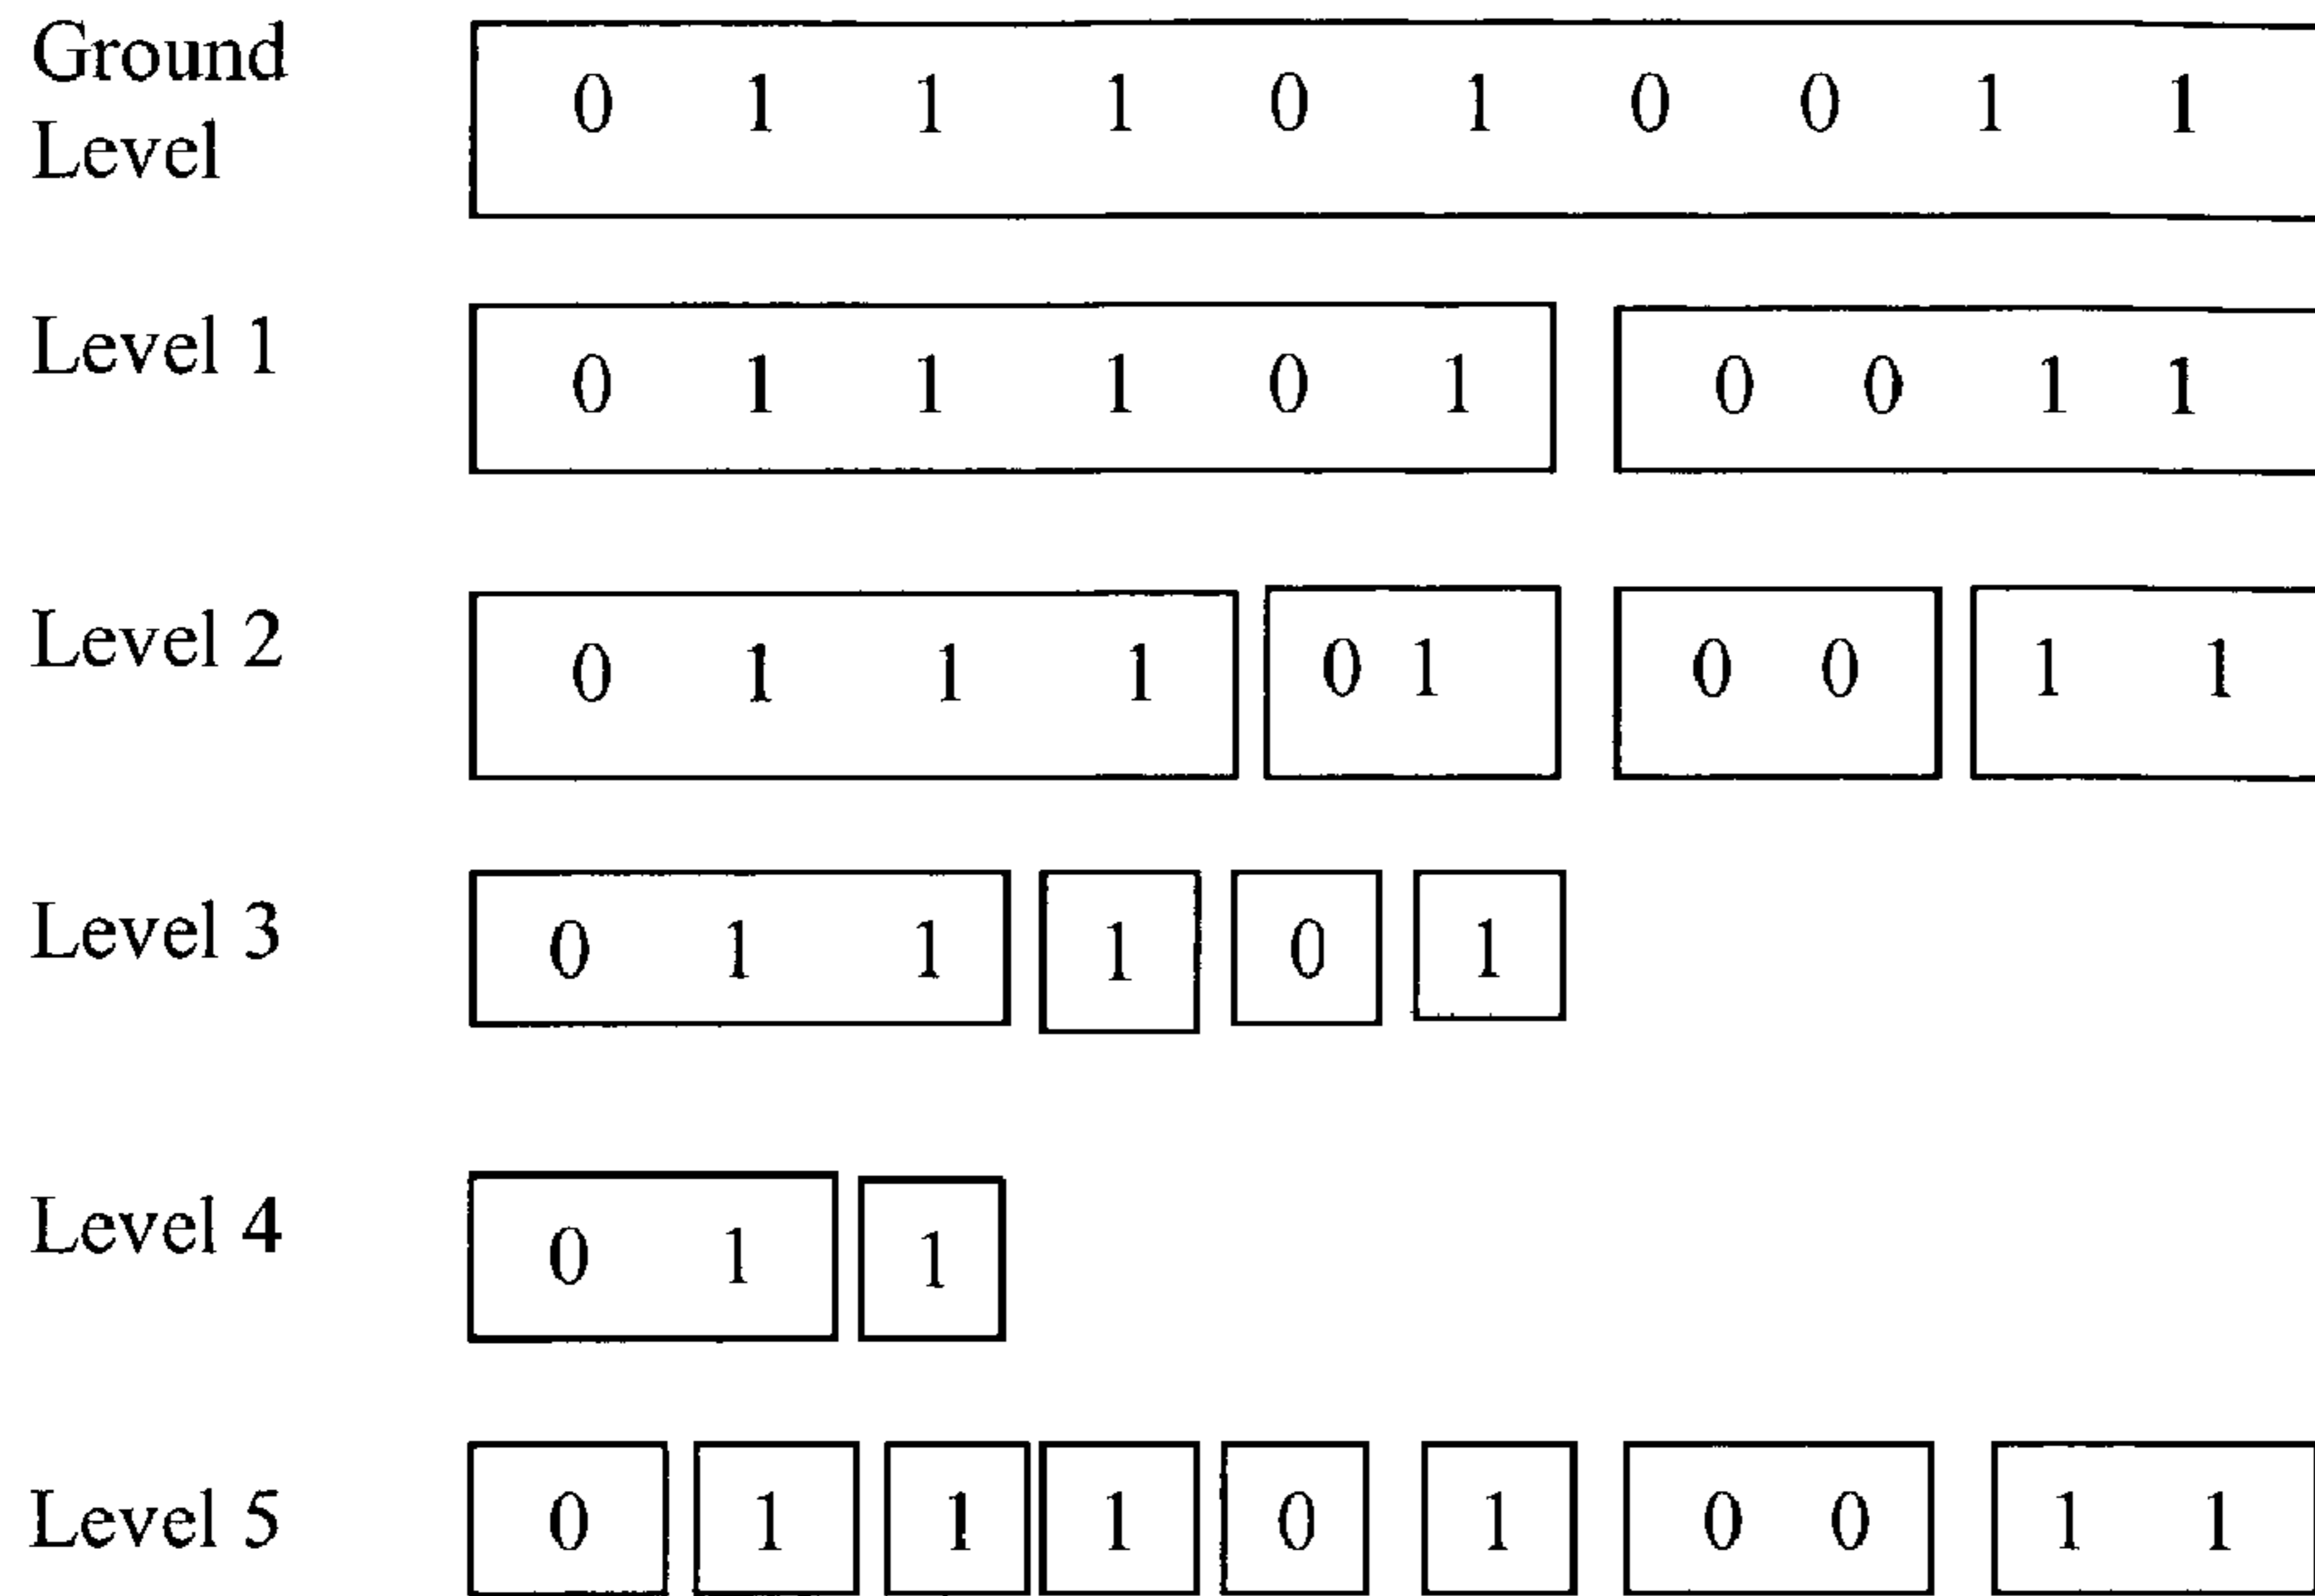 Ground
Level
0 1 1 1 0 1 0 0 1 1
Level 1
0 1 1 1 0 1 0 0 1 1
Level 2
0 1 1 1 0 1 0 0 1 1
Level 3
0 1 1 1 0 1
Level 4
0 1 1
Level 5
0 1 1 1 0 1 0 0 1 1